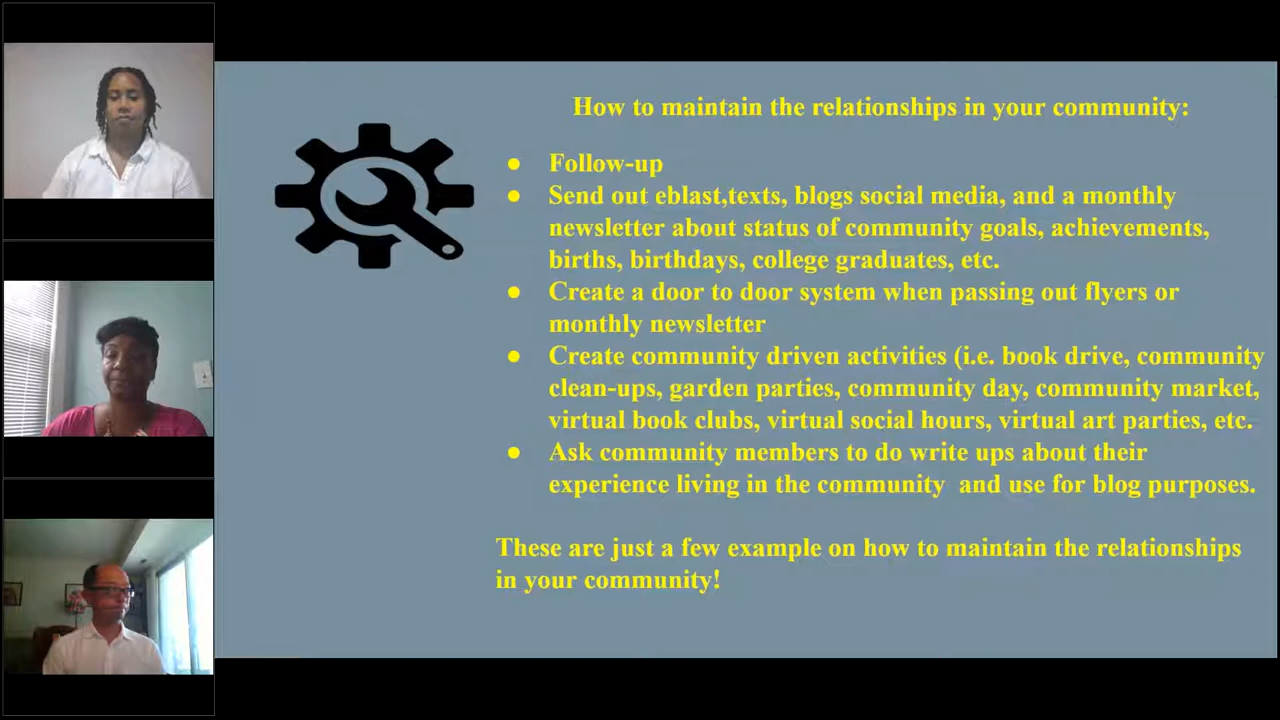 How to maintain the relationships in your community:
● Follow-up
● Send out eblast,texts, blogs social media, and a monthly
newsletter about status of community goals, achievements,
births, birthdays, college graduates, etc.
● Create a door to door system when passing out flyers or
monthly newsletter
● Create community driven activities (i.e. book drive, community
clean-ups, garden parties, community day, community market,
virtual book clubs, virtual social hours, virtual art parties, etc.
● Ask community members to do write ups about their
experience living in the community and use for blog purposes.
These are just a few example on how to maintain the relationships
in your community!